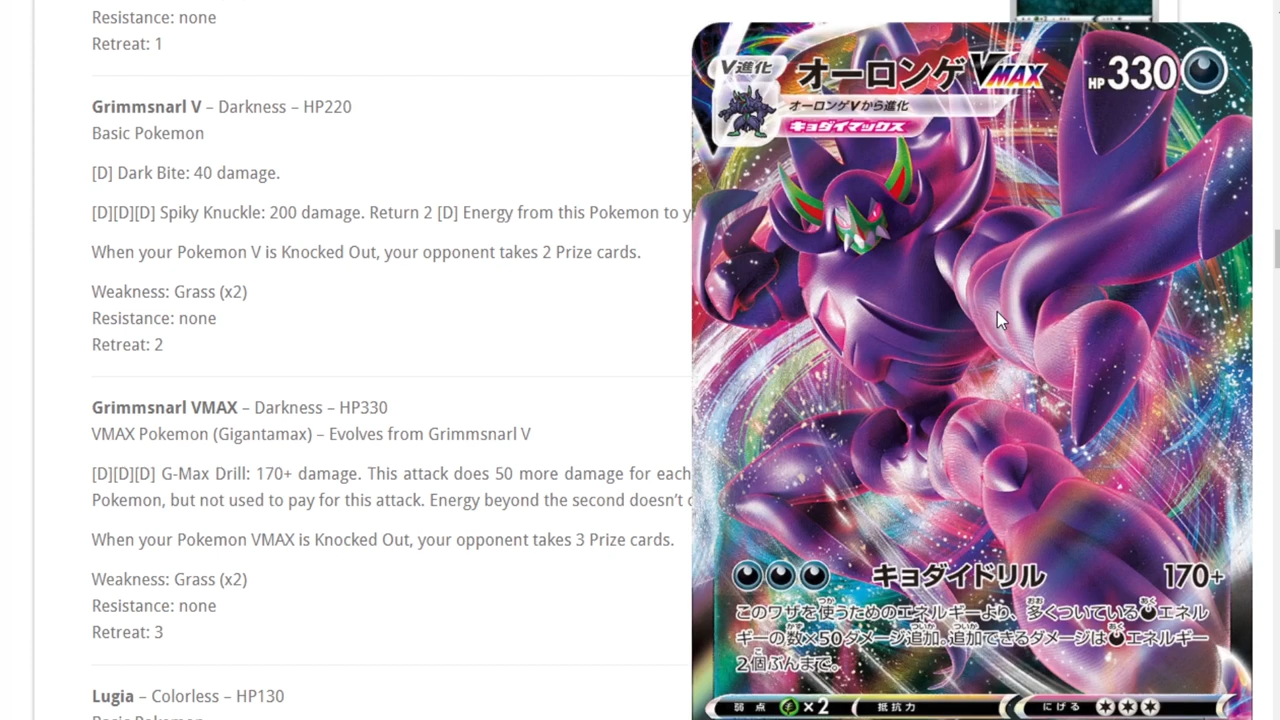 Resistance: none
Retreat: 1
Grimmsnarl V – Darkness – HP220
Basic Pokemon
[D] Dark Bite: 40 damage.
[D][D][D] Spiky Knuckle: 200 damage. Return 2 [D] Energy from this Pokemon to y
When your Pokemon V is Knocked Out, your opponent takes 2 Prize cards.
Weakness: Grass (x2)
Resistance: none
Retreat: 2
Grimmsnarl VMAX – Darkness – HP330
VMAX Pokemon (Gigantamax) – Evolves from Grimmsnarl V
[D][D][D] G-Max Drill: 170+ damage. This attack does 50 more damage for each
Pokemon, but not used to pay for this attack. Energy beyond the second doesn’t
When your Pokemon VMAX is Knocked Out, your opponent takes 3 Prize cards.
Weakness: Grass (x2)
Resistance: none
Retreat: 3
Lugia – Colorless – HP130
V進化 オーロンゲVMAX HP330
オーロンゲVから進化
キョダイマックス
キョダイドリル 170+
このワザを使うためのエネルギーより、多くついているエネル
ギーの数×50ダメージ追加。追加できるダメージはエネルギー
2個ぶんまで。
弱点 ×2 抵抗力 にげる